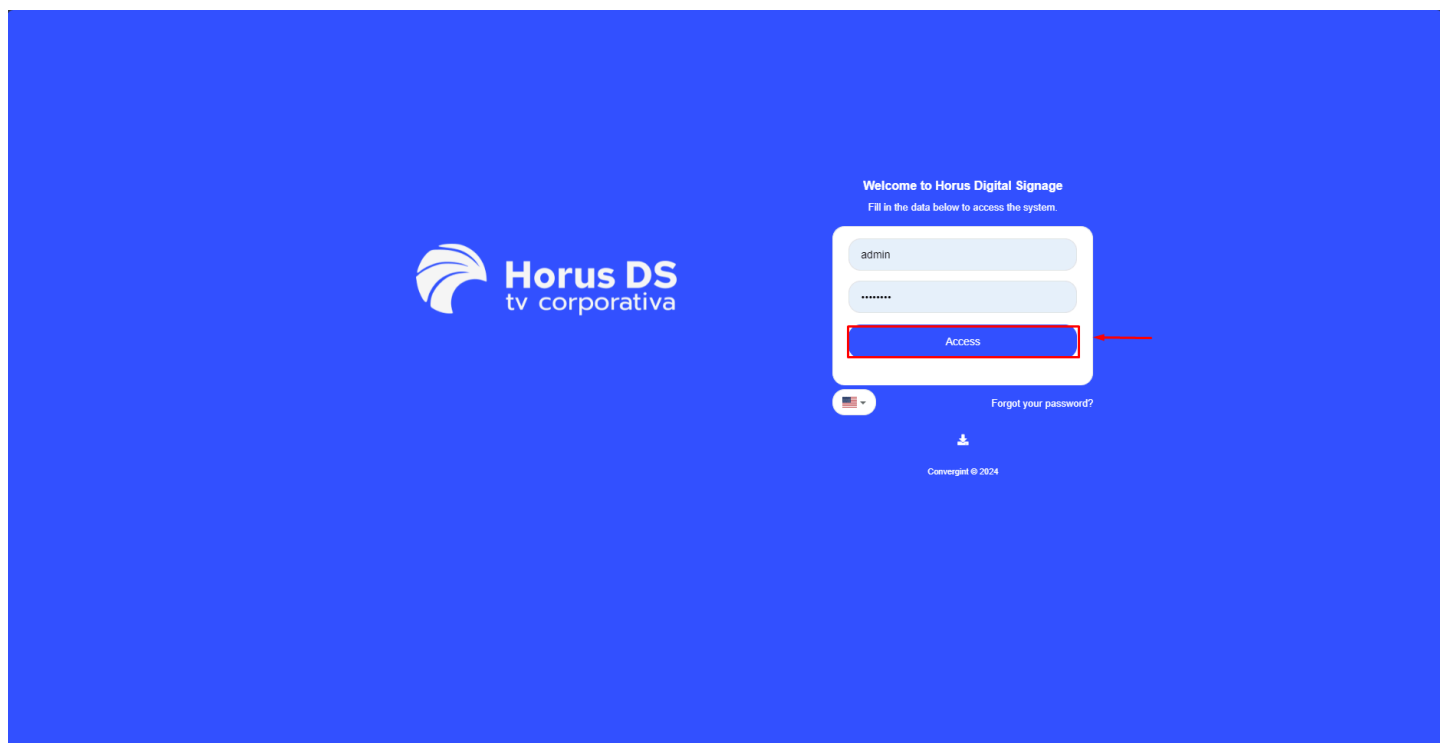 Horus DS
tv corporativa
Welcome to Horus Digital Signage
Fill in the data below to access the system.
admin
••••••••
Access
Forgot your password?
Convergint © 2024